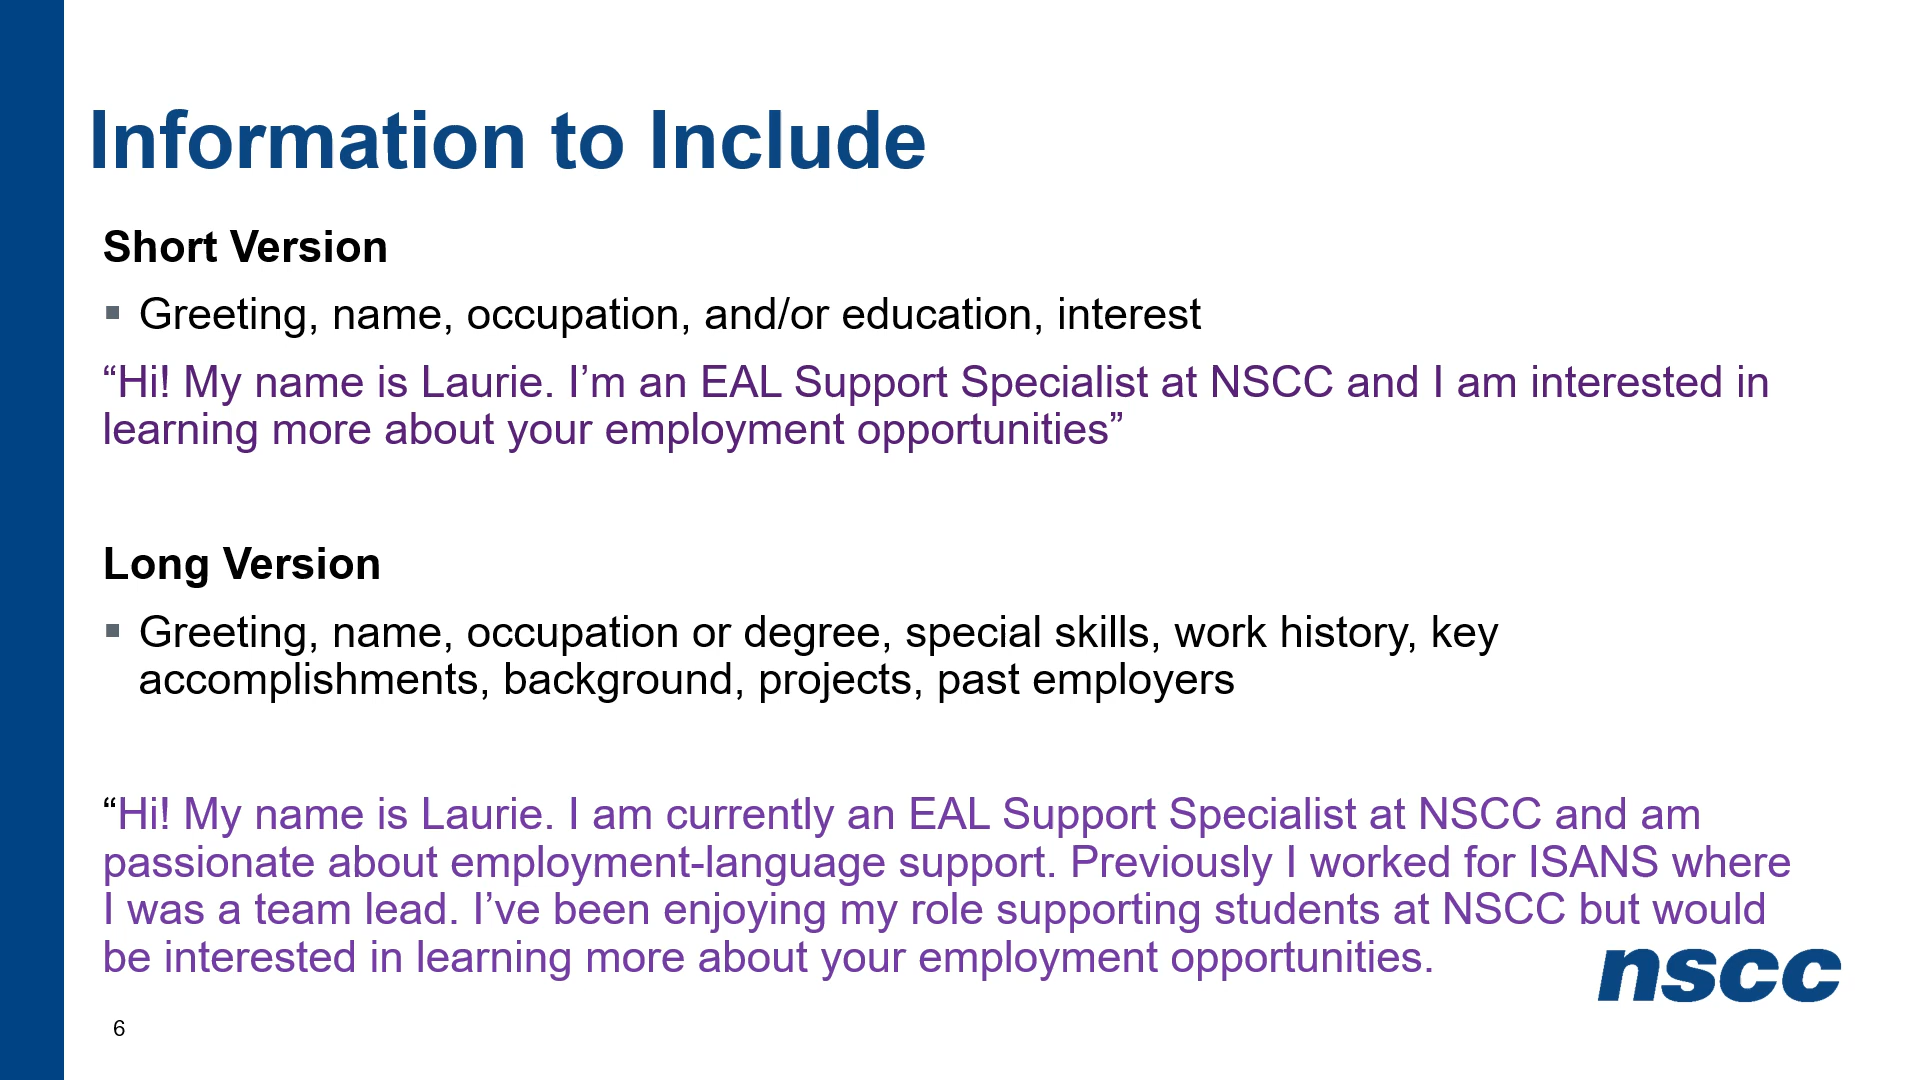 Information to Include
Short Version
▪ Greeting, name, occupation, and/or education, interest
“Hi! My name is Laurie. I’m an EAL Support Specialist at NSCC and I am interested in
learning more about your employment opportunities”
Long Version
▪ Greeting, name, occupation or degree, special skills, work history, key
accomplishments, background, projects, past employers
“Hi! My name is Laurie. I am currently an EAL Support Specialist at NSCC and am
passionate about employment-language support. Previously I worked for ISANS where
I was a team lead. I’ve been enjoying my role supporting students at NSCC but would
be interested in learning more about your employment opportunities.
nscc
6